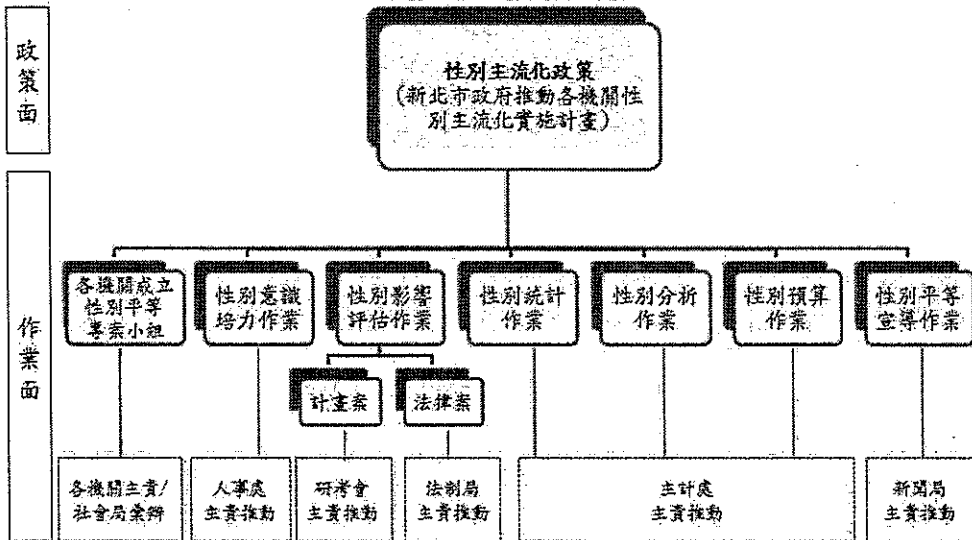 政策面
性別主流化政策
(新北市政府推動各機關性
別主流化實施計畫)
作業面
各機關成立
性別平等
專案小組
性別意識
培力作業
性別影響
評估作業
性別統計
作業
性別分析
作業
性別預算
作業
性別平等
宣導作業
計畫案
法律案
各機關主責/
社會局彙辦
人事處
主責推動
研考會
主責推動
法制局
主責推動
主計處
主責推動
新聞局
主責推動